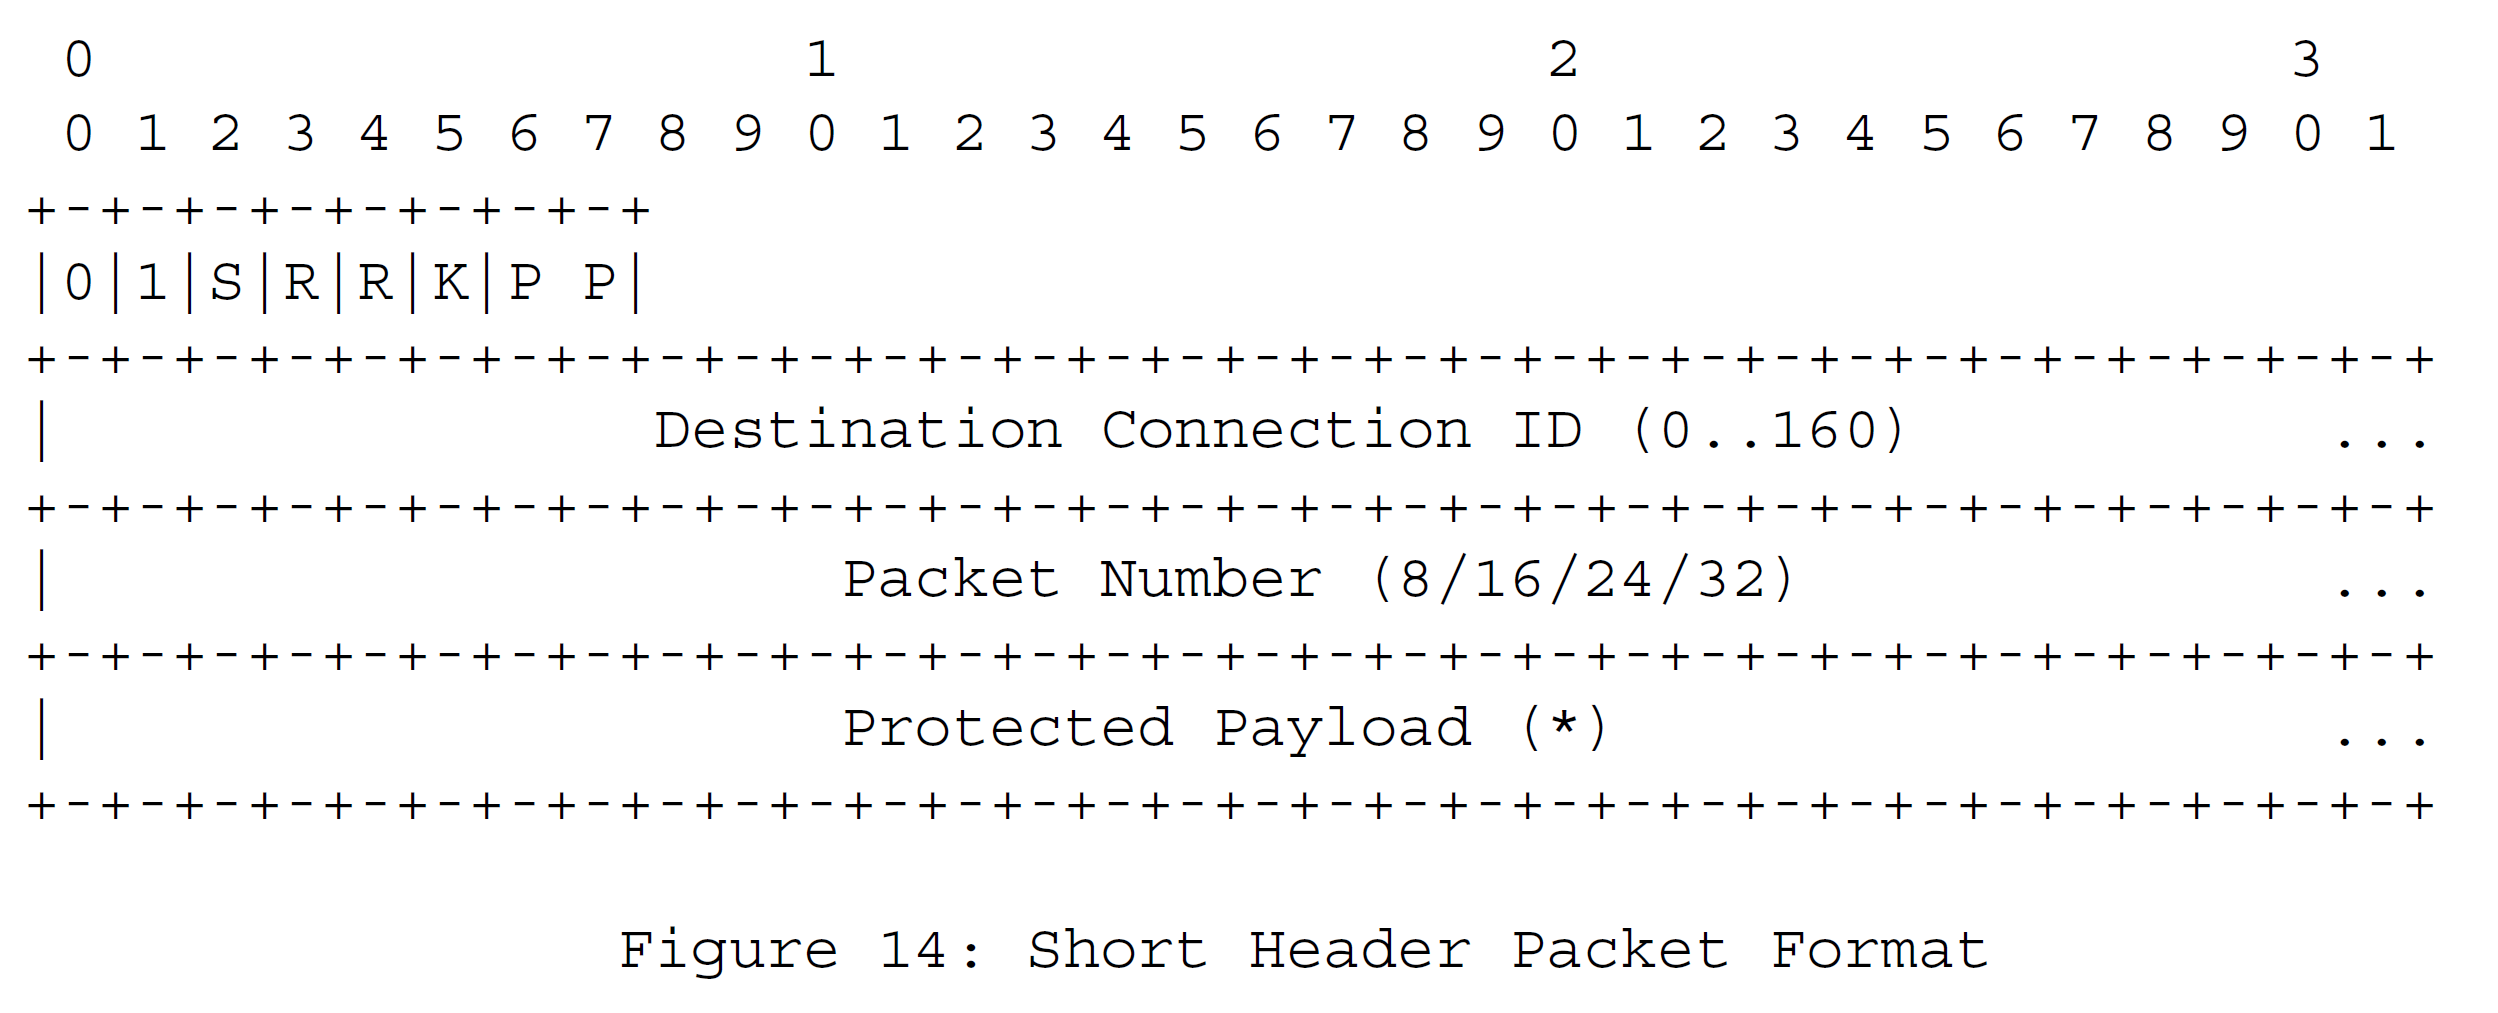 0                   1                   2                   3
 0 1 2 3 4 5 6 7 8 9 0 1 2 3 4 5 6 7 8 9 0 1 2 3 4 5 6 7 8 9 0 1
+-+-+-+-+-+-+-+-+
|0|1|S|R|R|K|P P|
+-+-+-+-+-+-+-+-+-+-+-+-+-+-+-+-+-+-+-+-+-+-+-+-+-+-+-+-+-+-+-+-+
|                Destination Connection ID (0..160)           ...
+-+-+-+-+-+-+-+-+-+-+-+-+-+-+-+-+-+-+-+-+-+-+-+-+-+-+-+-+-+-+-+-+
|                     Packet Number (8/16/24/32)              ...
+-+-+-+-+-+-+-+-+-+-+-+-+-+-+-+-+-+-+-+-+-+-+-+-+-+-+-+-+-+-+-+-+
|                     Protected Payload (*)                   ...
+-+-+-+-+-+-+-+-+-+-+-+-+-+-+-+-+-+-+-+-+-+-+-+-+-+-+-+-+-+-+-+-+
Figure 14: Short Header Packet Format